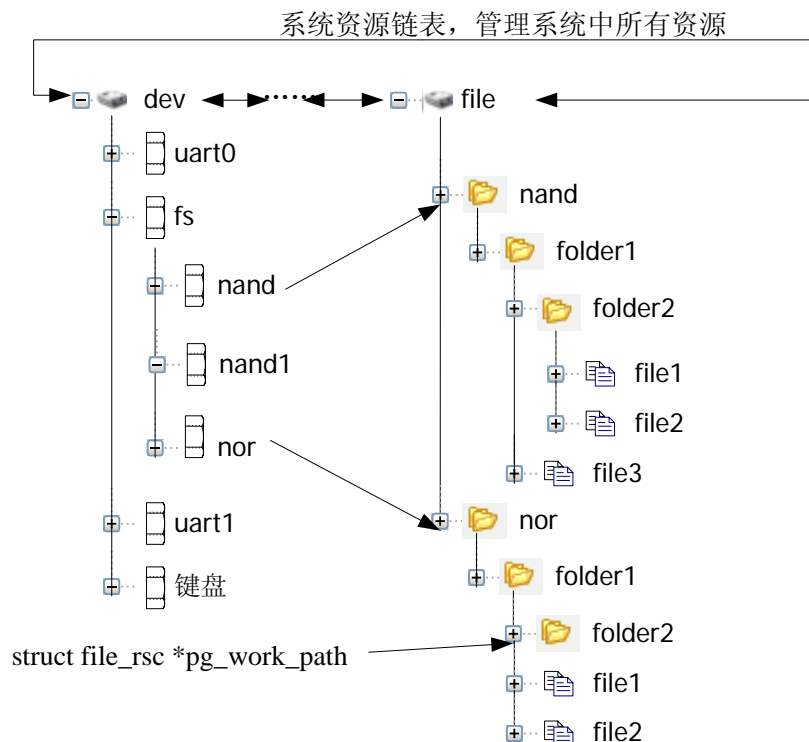 系统资源链表，管理系统中所有资源
dev
file
uart0
fs
nand
nand1
nor
uart1
键盘
nand
folder1
folder2
file1
file2
file3
nor
folder1
folder2
file1
file2
struct file_rsc *pg_work_path